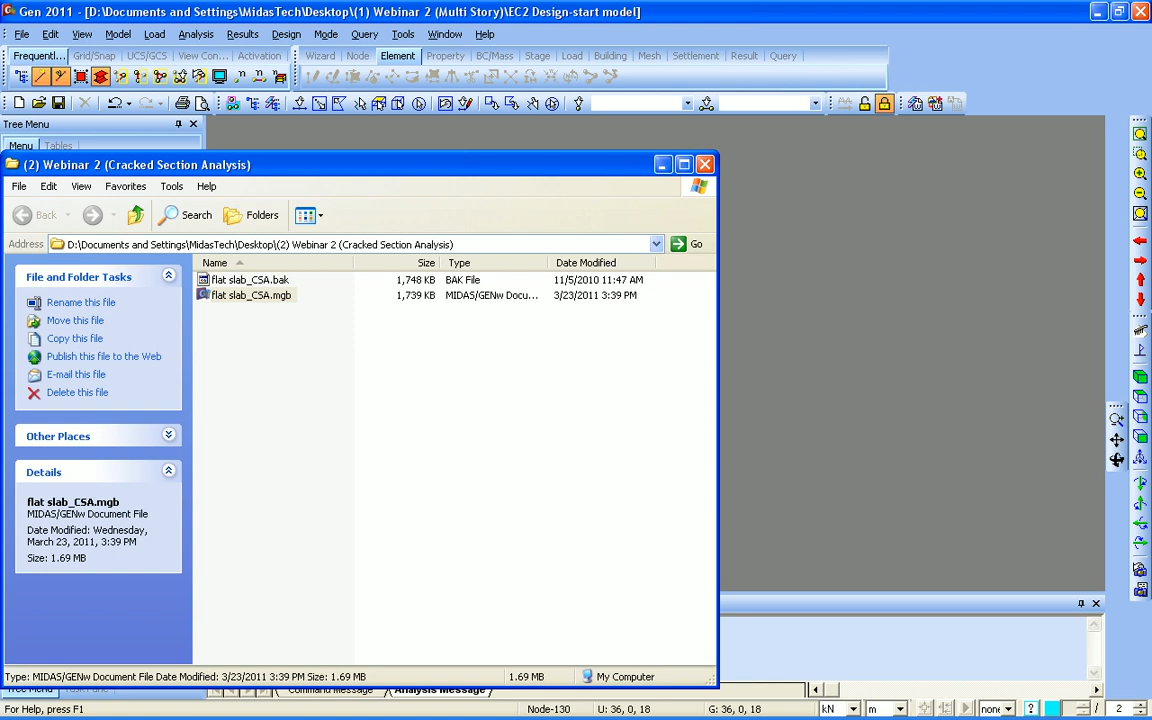 Gen 2011 - [D:\Documents and Settings\MidasTech\Desktop\(1) Webinar 2 (Multi Story)\EC2 Design-start model]
File Edit View Model Load Analysis Results Design Mode Query Tools Window Help
Frequentl... Grid/Snap UCS/GCS View Con... Activation Wizard Node Element Property BC/Mass Stage Load Building Mesh Settlement Result Query
Tree Menu
Menu Tables
(2) Webinar 2 (Cracked Section Analysis)
File Edit View Favorites Tools Help
Back Search Folders
Address D:\Documents and Settings\MidasTech\Desktop\(2) Webinar 2 (Cracked Section Analysis) Go
File and Folder Tasks
Rename this file
Move this file
Copy this file
Publish this file to the Web
E-mail this file
Delete this file
Other Places
Details
flat slab_CSA.mgb
MIDAS/GENw Document File
Date Modified: Wednesday,
March 23, 2011, 3:39 PM
Size: 1.69 MB
Name Size Type Date Modified
flat slab_CSA.bak 1,748 KB BAK File 11/5/2010 11:47 AM
flat slab_CSA.mgb 1,739 KB MIDAS/GENw Docu... 3/23/2011 3:39 PM
Type: MIDAS/GENw Document File Date Modified: 3/23/2011 3:39 PM Size: 1.69 MB 1.69 MB My Computer
Tree Menu Task Pane Command Message Analysis Message
For Help, press F1 Node-130 U: 36, 0, 18 G: 36, 0, 18 kN m none ? / 2